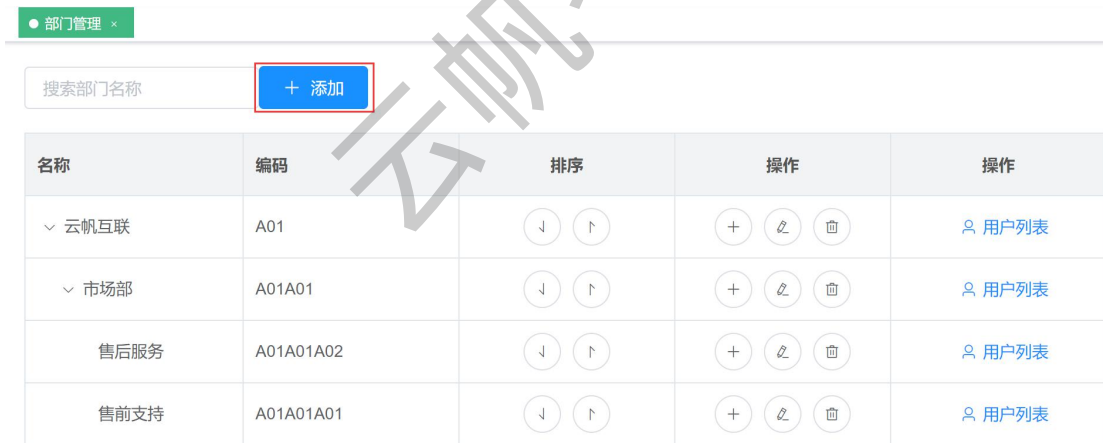 部门管理 ×
搜索部门名称
+ 添加
名称 编码 排序 操作 操作
云帆互联 A01 用户列表
市场部 A01A01 用户列表
售后服务 A01A01A02 用户列表
售前支持 A01A01A01 用户列表
云帆